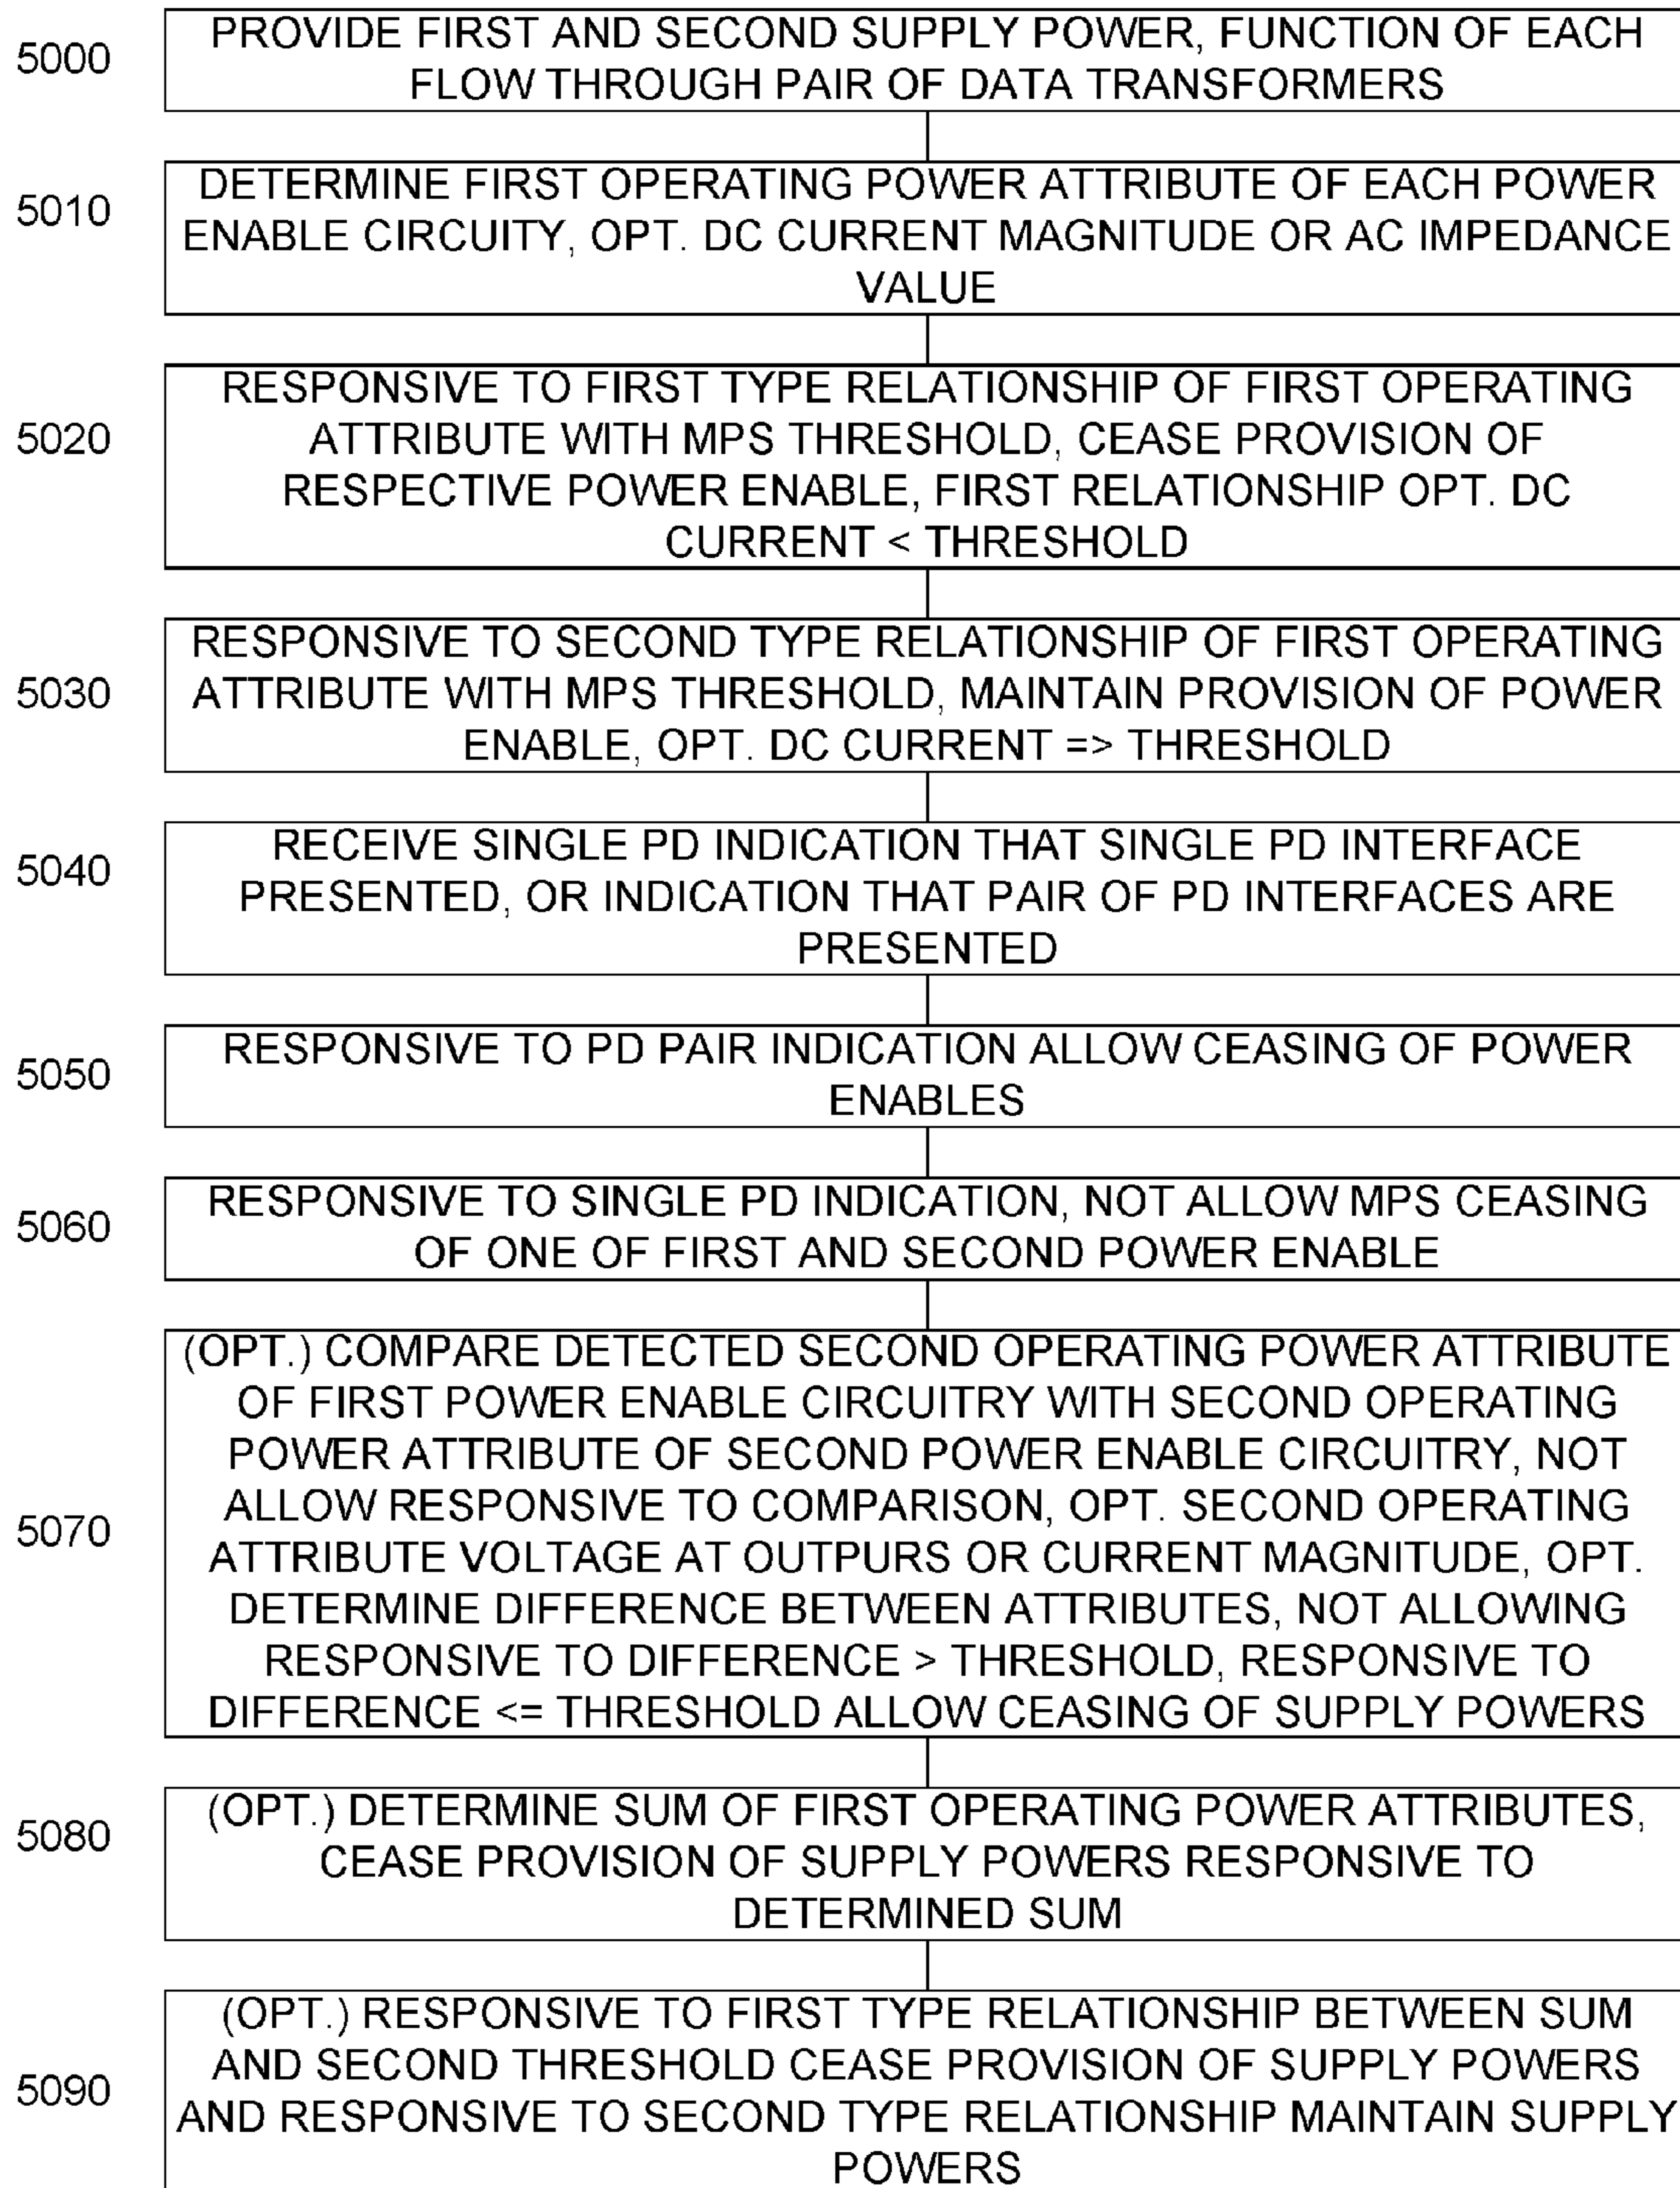 5000
PROVIDE FIRST AND SECOND SUPPLY POWER, FUNCTION OF EACH
FLOW THROUGH PAIR OF DATA TRANSFORMERS
5010
DETERMINE FIRST OPERATING POWER ATTRIBUTE OF EACH POWER
ENABLE CIRCUITY, OPT. DC CURRENT MAGNITUDE OR AC IMPEDANCE
VALUE
5020
RESPONSIVE TO FIRST TYPE RELATIONSHIP OF FIRST OPERATING
ATTRIBUTE WITH MPS THRESHOLD, CEASE PROVISION OF
RESPECTIVE POWER ENABLE, FIRST RELATIONSHIP OPT. DC
CURRENT < THRESHOLD
5030
RESPONSIVE TO SECOND TYPE RELATIONSHIP OF FIRST OPERATING
ATTRIBUTE WITH MPS THRESHOLD, MAINTAIN PROVISION OF POWER
ENABLE, OPT. DC CURRENT => THRESHOLD
5040
RECEIVE SINGLE PD INDICATION THAT SINGLE PD INTERFACE
PRESENTED, OR INDICATION THAT PAIR OF PD INTERFACES ARE
PRESENTED
5050
RESPONSIVE TO PD PAIR INDICATION ALLOW CEASING OF POWER
ENABLES
5060
RESPONSIVE TO SINGLE PD INDICATION, NOT ALLOW MPS CEASING
OF ONE OF FIRST AND SECOND POWER ENABLE
5070
(OPT.) COMPARE DETECTED SECOND OPERATING POWER ATTRIBUTE
OF FIRST POWER ENABLE CIRCUITRY WITH SECOND OPERATING
POWER ATTRIBUTE OF SECOND POWER ENABLE CIRCUITRY, NOT
ALLOW RESPONSIVE TO COMPARISON, OPT. SECOND OPERATING
ATTRIBUTE VOLTAGE AT OUTPURS OR CURRENT MAGNITUDE, OPT.
DETERMINE DIFFERENCE BETWEEN ATTRIBUTES, NOT ALLOWING
RESPONSIVE TO DIFFERENCE > THRESHOLD, RESPONSIVE TO
DIFFERENCE <= THRESHOLD ALLOW CEASING OF SUPPLY POWERS
5080
(OPT.) DETERMINE SUM OF FIRST OPERATING POWER ATTRIBUTES,
CEASE PROVISION OF SUPPLY POWERS RESPONSIVE TO
DETERMINED SUM
5090
(OPT.) RESPONSIVE TO FIRST TYPE RELATIONSHIP BETWEEN SUM
AND SECOND THRESHOLD CEASE PROVISION OF SUPPLY POWERS
AND RESPONSIVE TO SECOND TYPE RELATIONSHIP MAINTAIN SUPPLY
POWERS